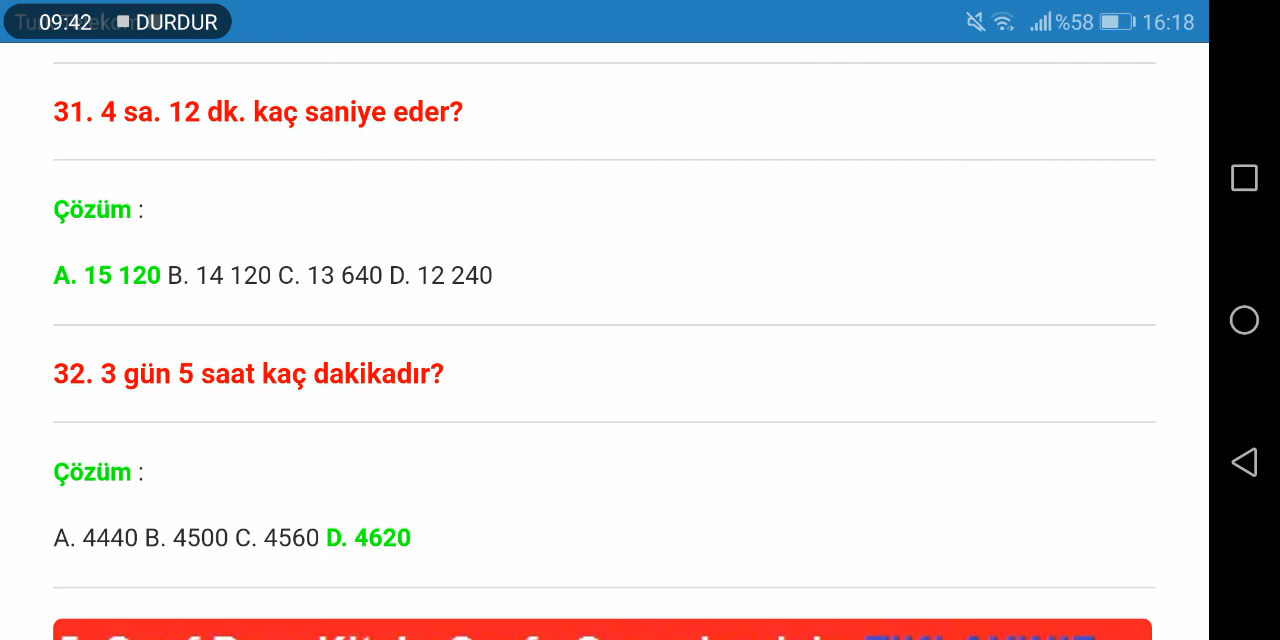 09:42 DURDUR %58 16:18
31. 4 sa. 12 dk. kaç saniye eder?
Çözüm :
A. 15 120 B. 14 120 C. 13 640 D. 12 240
32. 3 gün 5 saat kaç dakikadır?
Çözüm :
A. 4440 B. 4500 C. 4560 D. 4620